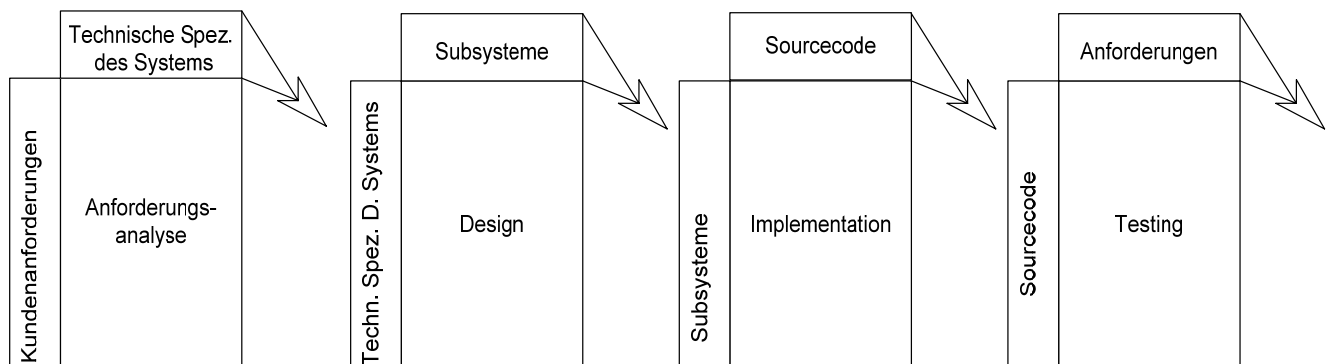 Technische Spez.
des Systems
Kundenanforderungen
Anforderungs-
analyse
Subsysteme
Techn. Spez. D. Systems
Design
Sourcecode
Subsysteme
Implementation
Anforderungen
Sourcecode
Testing